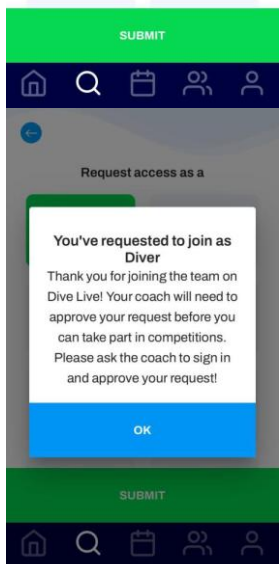 SUBMIT
Request access as a
You've requested to join as
Diver
Thank you for joining the team on
Dive Live! Your coach will need to
approve your request before you
can take part in competitions.
Please ask the coach to sign in
and approve your request!
OK
SUBMIT